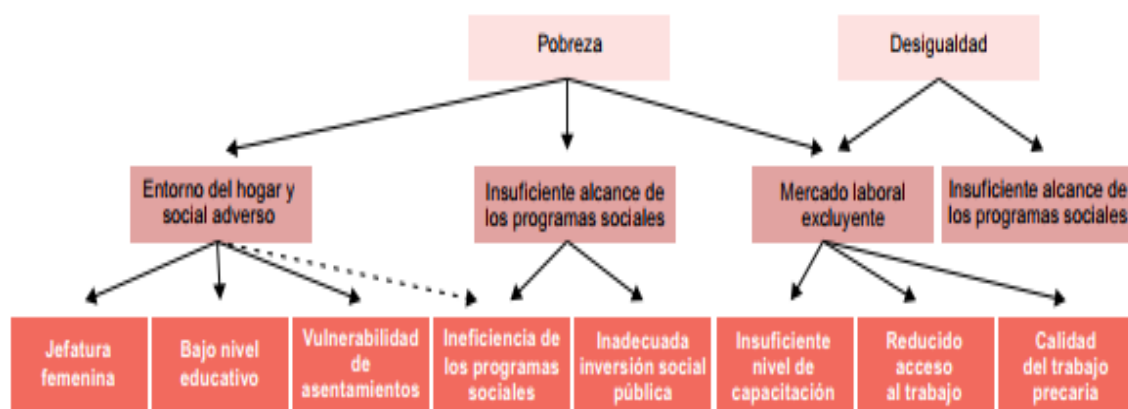 Pobreza
Desigualdad
Entorno del hogar y
social adverso
Insuficiente alcance de
los programas sociales
Mercado laboral
excluyente
Insuficiente alcance de
los programas sociales
Jefatura
femenina
Bajo nivel
educativo
Vulnerabilidad
de
asentamientos
Ineficiencia de
los programas
sociales
Inadecuada
inversión social
pública
Insuficiente
nivel de
capacitación
Reducido
acceso
al trabajo
Calidad
del trabajo
precaria